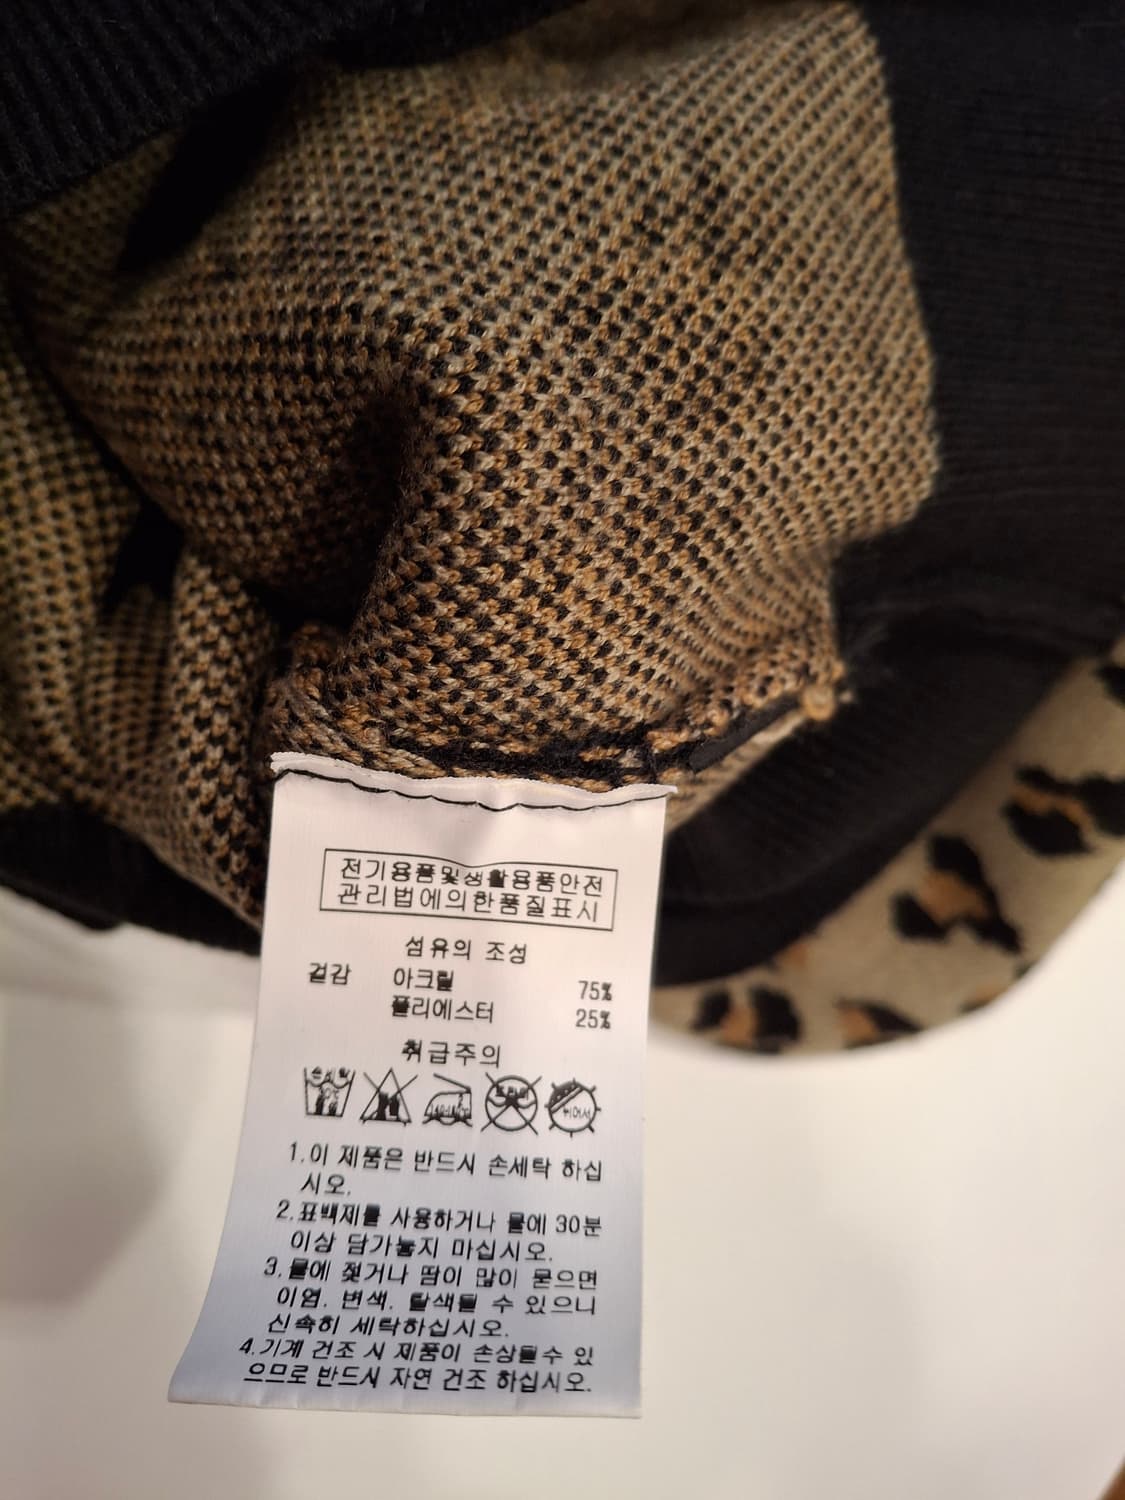 전기용품및생활용품안전
관리법에의한품질표시
섬유의 조성
겉감 아크릴 75%
폴리에스터 25%
취급주의
손세탁
1.이 제품은 반드시 손세탁 하십
시오.
2.표백제를 사용하거나 물에 30분
이상 담가놓지 마십시오.
3.물에 젖거나 땀이 많이 묻으면
이염, 변색, 탈색될 수 있으니
신속히 세탁하십시오.
4.기계 건조 시 제품이 손상될수 있
으므로 반드시 자연 건조 하십시오.